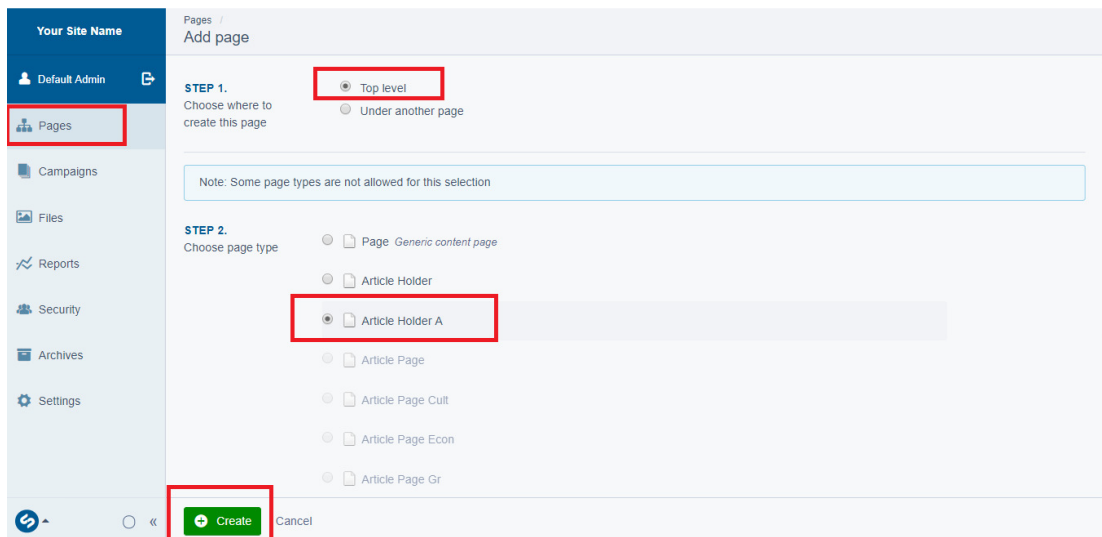 Your Site Name
Default Admin
Pages
Campaigns
Files
Reports
Security
Archives
Settings
Pages /
Add page
STEP 1.
Choose where to
create this page
Top level
Under another page
Note: Some page types are not allowed for this selection
STEP 2.
Choose page type
Page Generic content page
Article Holder
Article Holder A
Article Page
Article Page Cult
Article Page Econ
Article Page Gr
Create Cancel